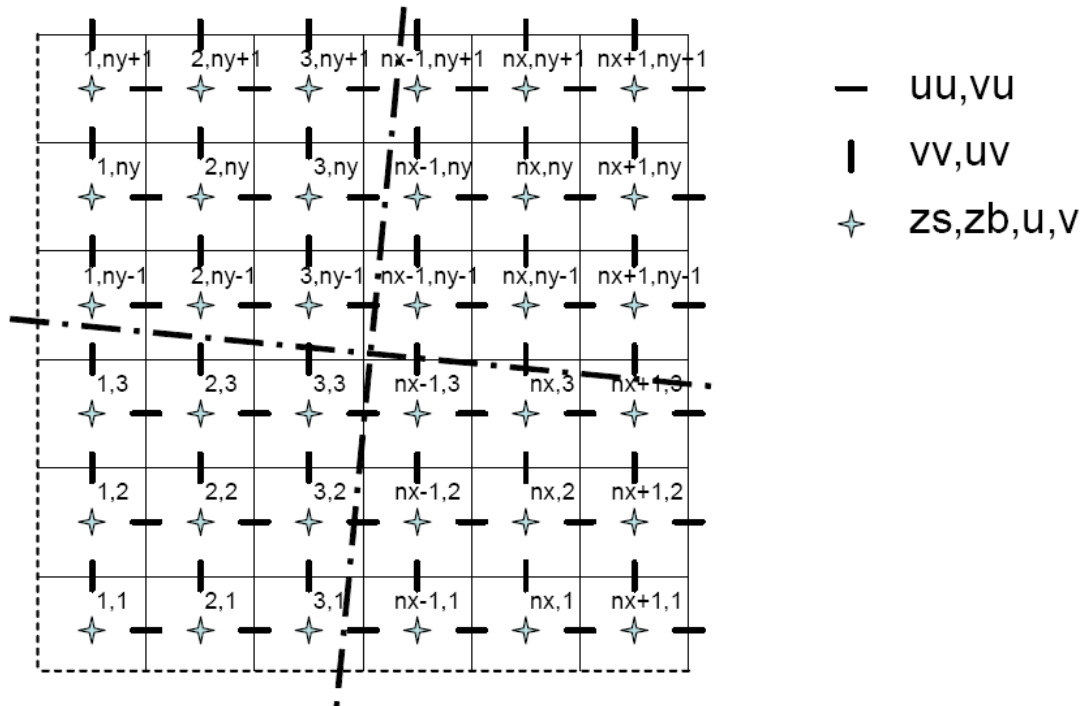 1,ny+1 2,ny+1 3,ny+1 nx-1,ny+1 nx,ny+1 nx+1,ny+1
1,ny 2,ny 3,ny nx-1,ny nx,ny nx+1,ny
1,ny-1 2,ny-1 3,ny-1 nx-1,ny-1 nx,ny-1 nx+1,ny-1
1,3 2,3 3,3 nx-1,3 nx,3 nx+1,3
1,2 2,2 3,2 nx-1,2 nx,2 nx+1,2
1,1 2,1 3,1 nx-1,1 nx,1 nx+1,1
uu,vu
vv,uv
zs,zb,u,v